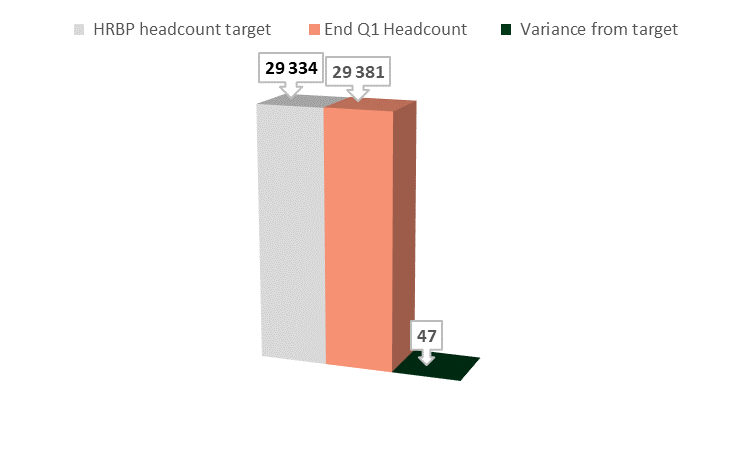 HRBP headcount target End Q1 Headcount Variance from target
29 334 29 381
47